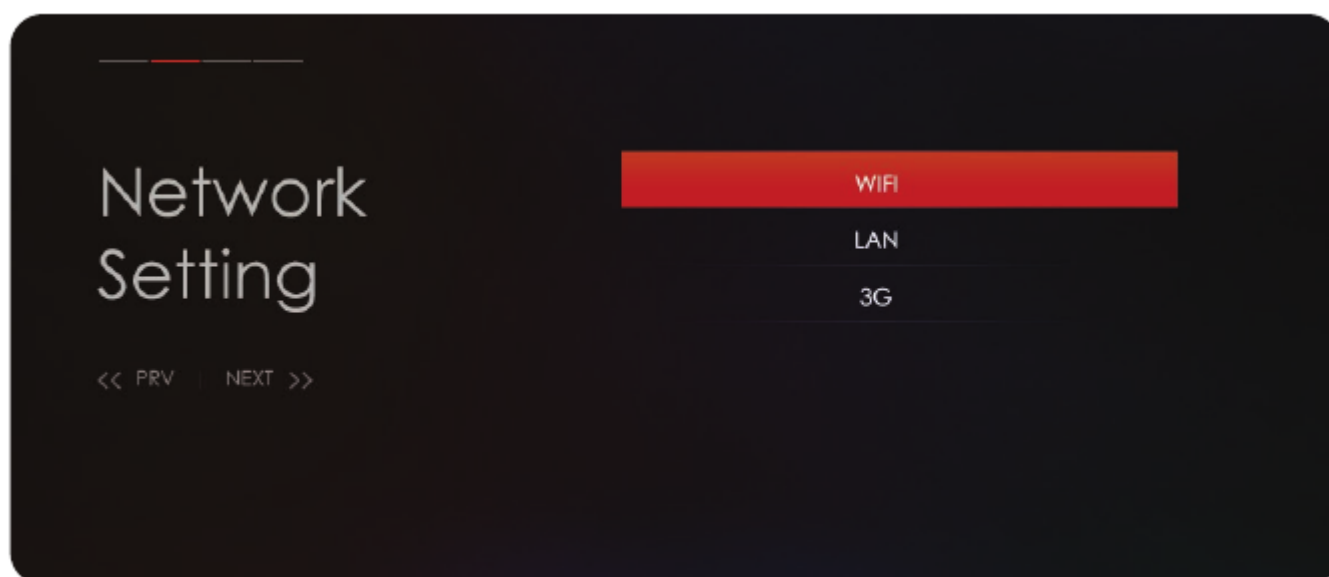 Network
Setting
<< PRV | NEXT >>
WIFI
LAN
3G